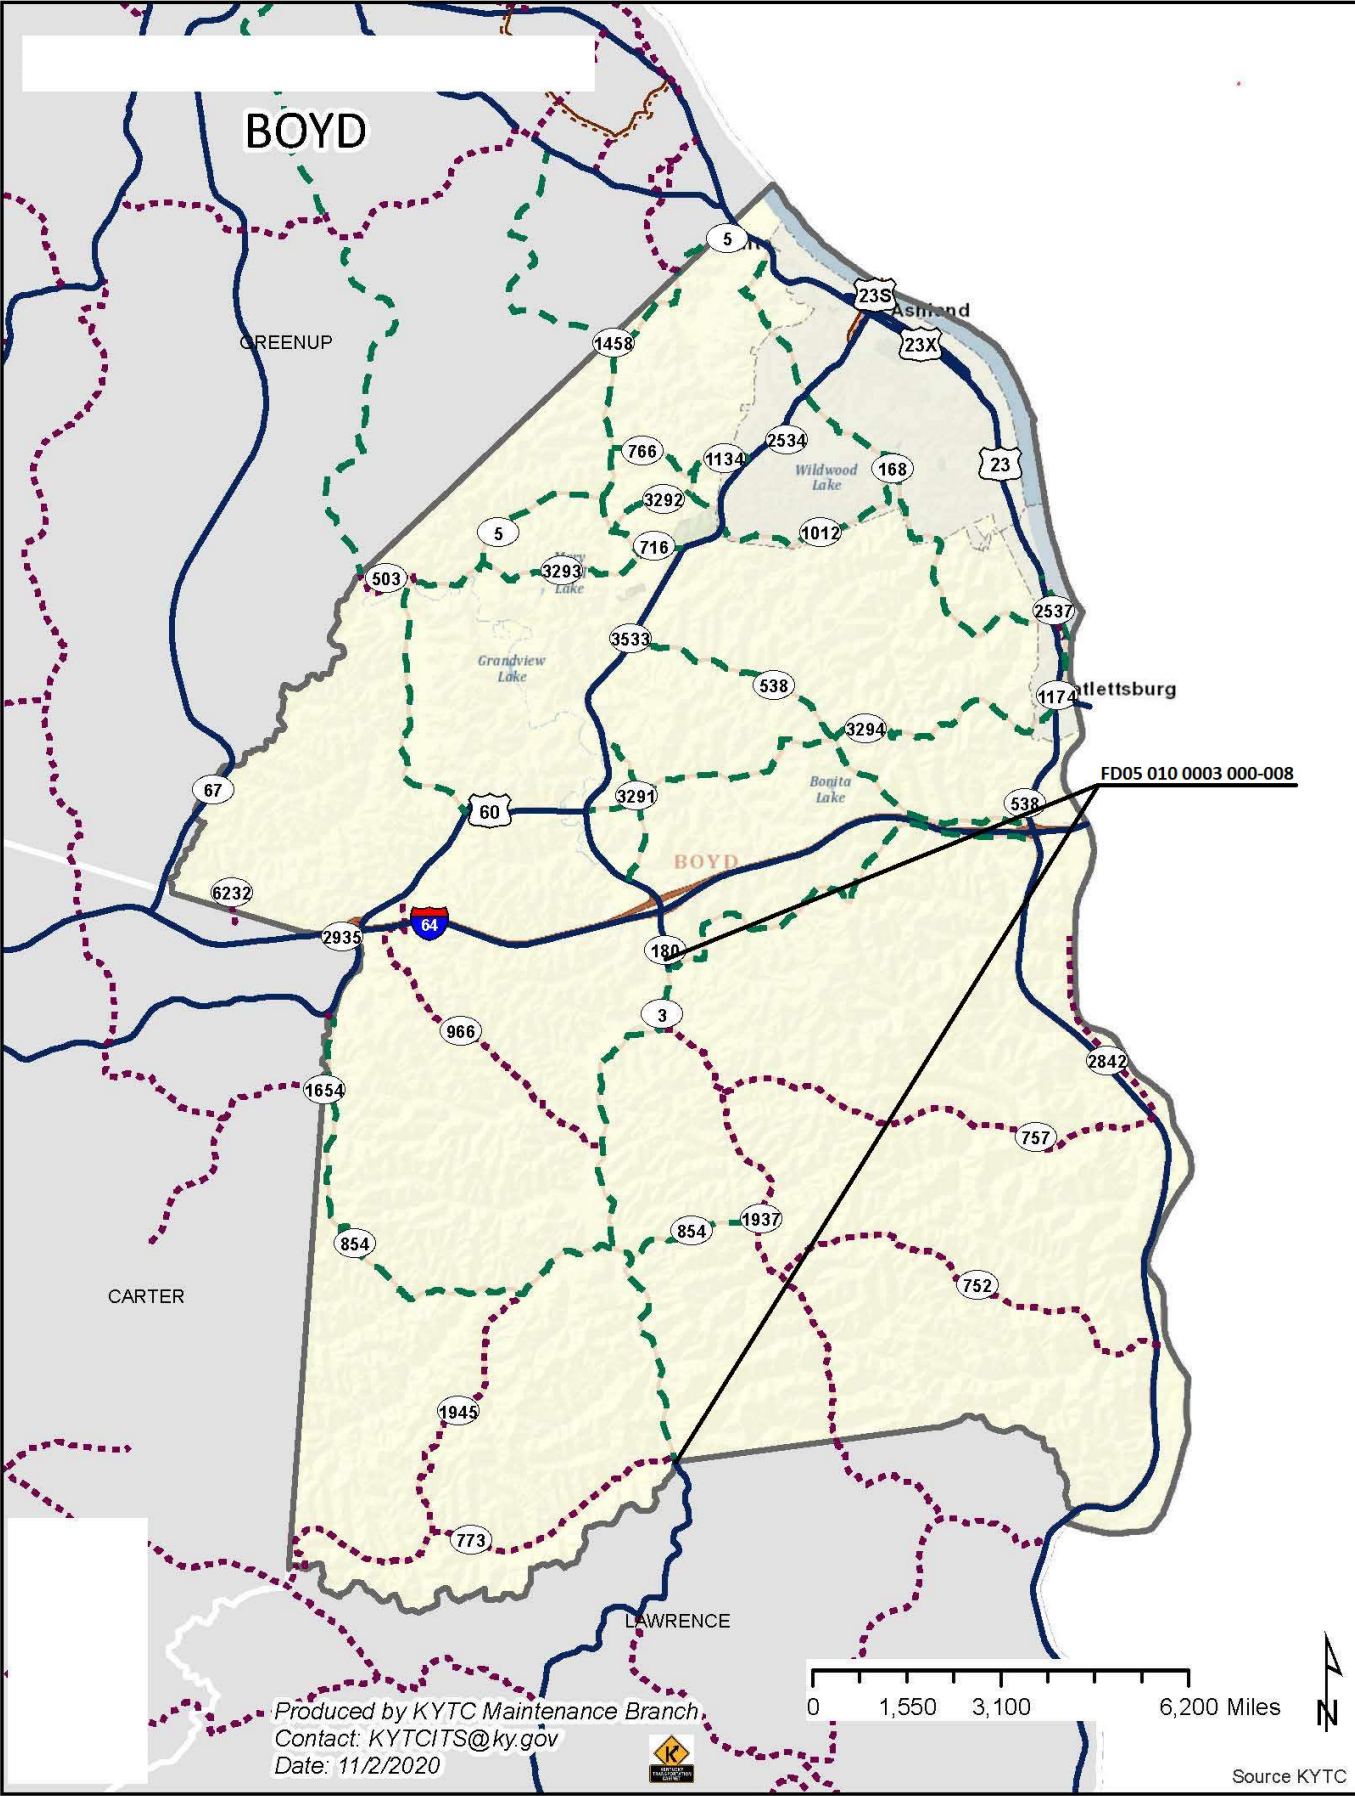 BOYD
5
23S
Ashland
23X
GREENUP
1458
766
1134
2534
23
Wildwood
Lake
168
3292
5
1012
716
503
3293
Lake
2537
3533
Grandview
Lake
538
1174
3294
FD05 010 0003 000-008
67
3291
Bonita
Lake
538
60
BOYD
6232
64
2935
180
3
966
2842
1654
757
854
854
1937
752
CARTER
1945
773
LAWRENCE
0 1,550 3,100 6,200 Miles
N
Produced by KYTC Maintenance Branch
Contact: KYTCITS@ky.gov
Date: 11/2/2020
KENTUCKY
TRANSPORTATION
CABINET
Source KYTC